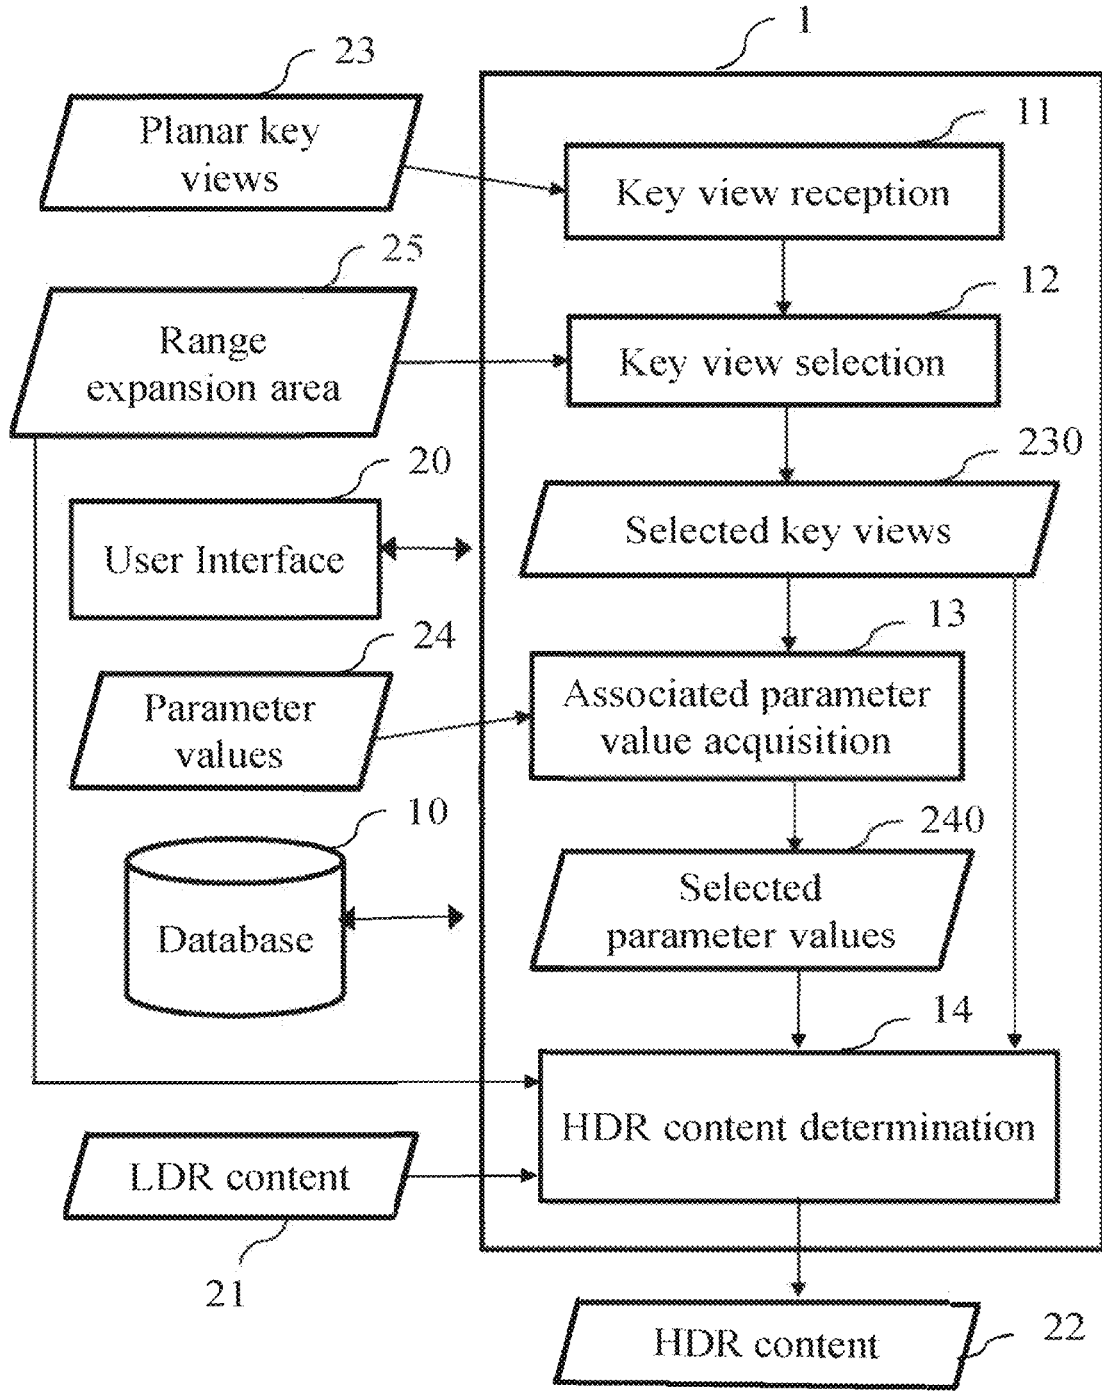 1
23
Planar key
views
11
Key view reception
25
Range
expansion area
12
Key view selection
230
Selected key views
20
User Interface
13
Associated parameter
value acquisition
24
Parameter
values
240
Selected
parameter values
10
Database
14
HDR content determination
LDR content
21
HDR content
22